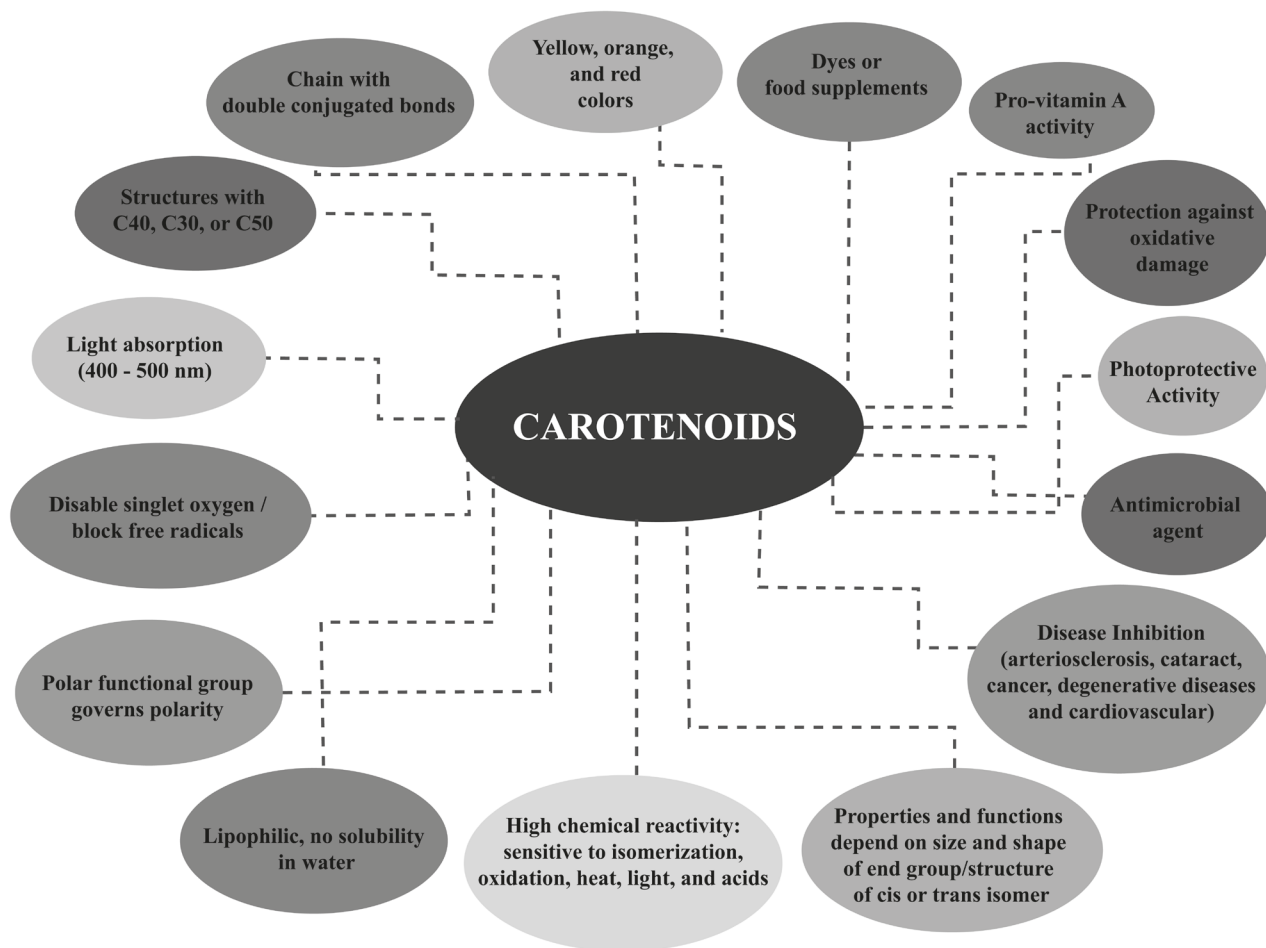 Yellow, orange,
and red
colors
Dyes or
food supplements
Chain with
double conjugated bonds
Pro-vitamin A
activity
Structures with
C40, C30, or C50
Protection against
oxidative
damage
Light absorption
(400 - 500 nm)
Photoprotective
Activity
CAROTENOIDS
Disable singlet oxygen /
block free radicals
Antimicrobial
agent
Polar functional group
governs polarity
Disease Inhibition
(arteriosclerosis, cataract,
cancer, degenerative diseases
and cardiovascular)
Lipophilic, no solubility
in water
High chemical reactivity:
sensitive to isomerization,
oxidation, heat, light, and acids
Properties and functions
depend on size and shape
of end group/structure
of cis or trans isomer